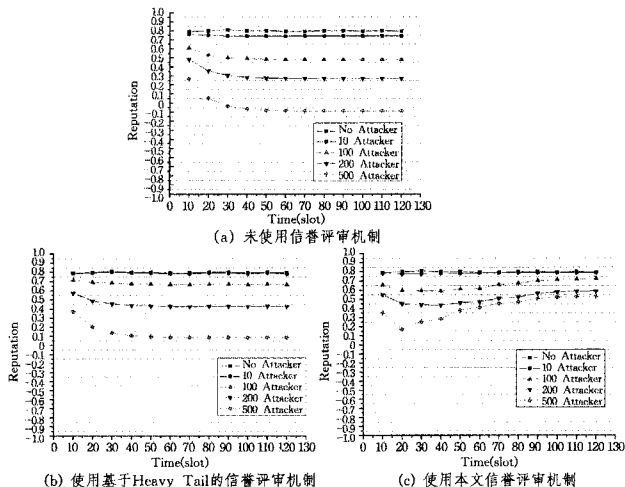 1.0
0.9
0.8
0.7
0.6
0.5
0.4
0.3
0.2
0.1
0
-0.1
-0.2
-0.3
-0.4
-0.5
-0.6
-0.7
-0.8
-0.9
-1.0
Reputation
No Attacker
10 Attacker
100 Attacker
200 Attacker
500 Attacker
0 10 20 30 40 50 60 70 80 90 100 110 120 130
Time(slot)
(a) 未使用信誉评审机制
1.0
0.9
0.8
0.7
0.6
0.5
0.4
0.3
0.2
0.1
0
-0.1
-0.2
-0.3
-0.4
-0.5
-0.6
-0.7
-0.8
-0.9
-1.0
Reputation
No Attacker
10 Attacker
100 Attacker
200 Attacker
500 Attacker
0 10 20 30 40 50 60 70 80 90 100 110 120 130
Time(slot)
(b) 使用基于Heavy Tail的信誉评审机制
1.0
0.9
0.8
0.7
0.6
0.5
0.4
0.3
0.2
0.1
0
-0.1
-0.2
-0.3
-0.4
-0.5
-0.6
-0.7
-0.8
-0.9
-1.0
Reputation
No Attacker
10 Attacker
100 Attacker
200 Attacker
500 Attacker
0 10 20 30 40 50 60 70 80 90 100 110 120 130
Time(slot)
(c) 使用本文信誉评审机制